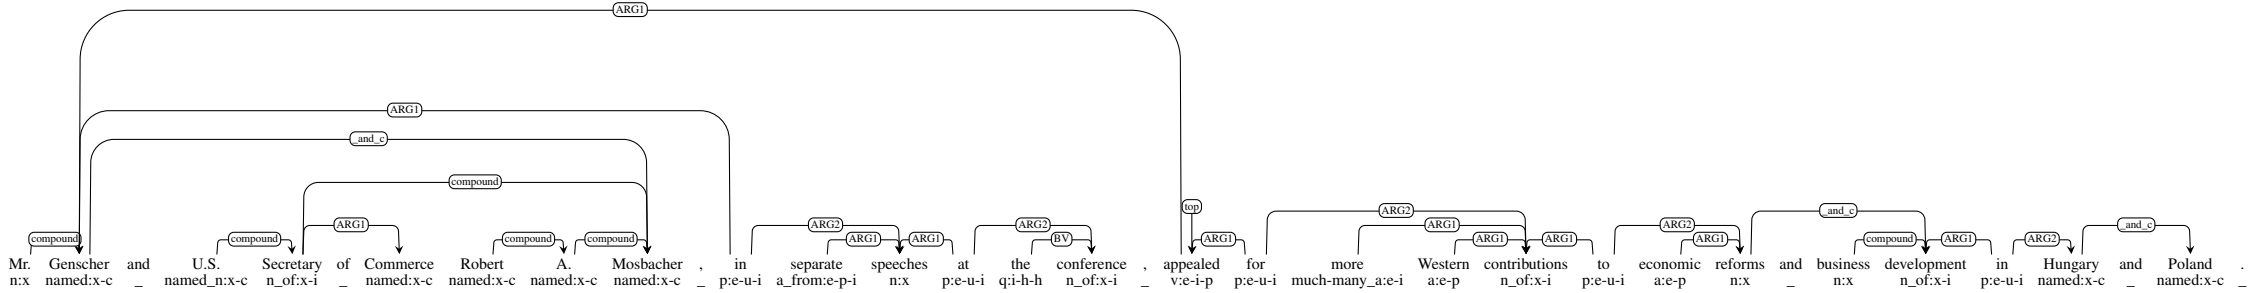 ARG1
ARG1
_and_c
compound
top
compound compound ARG1 compound compound ARG2 ARG1 ARG1 ARG2 BV ARG1 ARG2 ARG1 ARG1 ARG1 ARG2 ARG1 _and_c compound ARG1 ARG2 _and_c
Mr. Genscher and U.S. Secretary of Commerce Robert A. Mosbacher , in separate speeches at the conference , appealed for more Western contributions to economic reforms and business development in Hungary and Poland .
n:x named:x-c _ named_n:x-c n_of:x-i _ named:x-c named:x-c named:x-c named:x-c _ p:e-u-i a_from:e-p-i n:x p:e-u-i q:i-h-h n_of:x-i _ v:e-i-p p:e-u-i much-many_a:e-i a:e-p n_of:x-i p:e-u-i a:e-p n:x _ n:x n_of:x-i p:e-u-i named:x-c _ named:x-c _